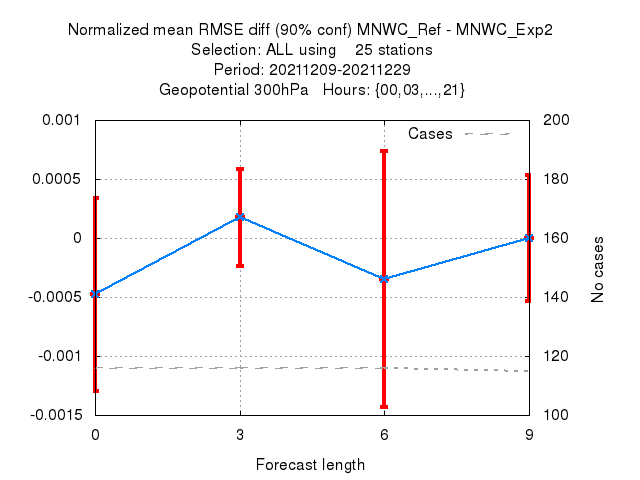 Normalized mean RMSE diff (90% conf) MNWC_Ref - MNWC_Exp2
Selection: ALL using 25 stations
Period: 20211209-20211229
Geopotential 300hPa Hours: {00,03,...,21}
Cases
0.001
0.0005
0
-0.0005
-0.001
-0.0015
200
180
160
140
120
100
No cases
0 3 6 9
Forecast length